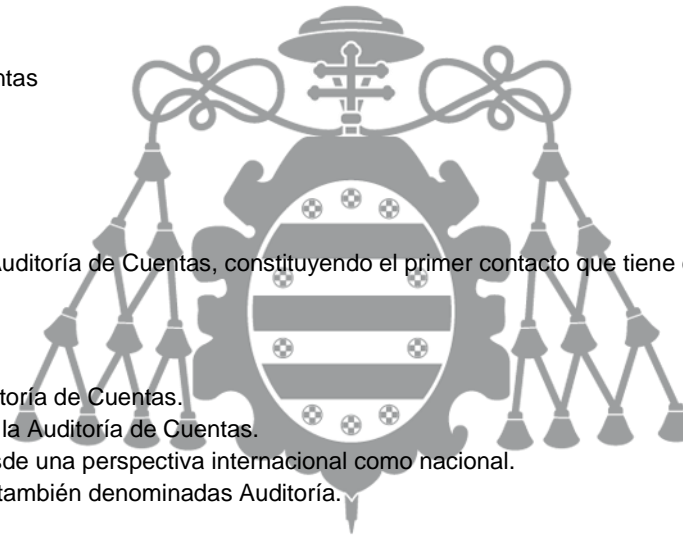 ntas
Auditoría de Cuentas, constituyendo el primer contacto que tiene
toría de Cuentas.
la Auditoría de Cuentas.
sde una perspectiva internacional como nacional.
también denominadas Auditoría.